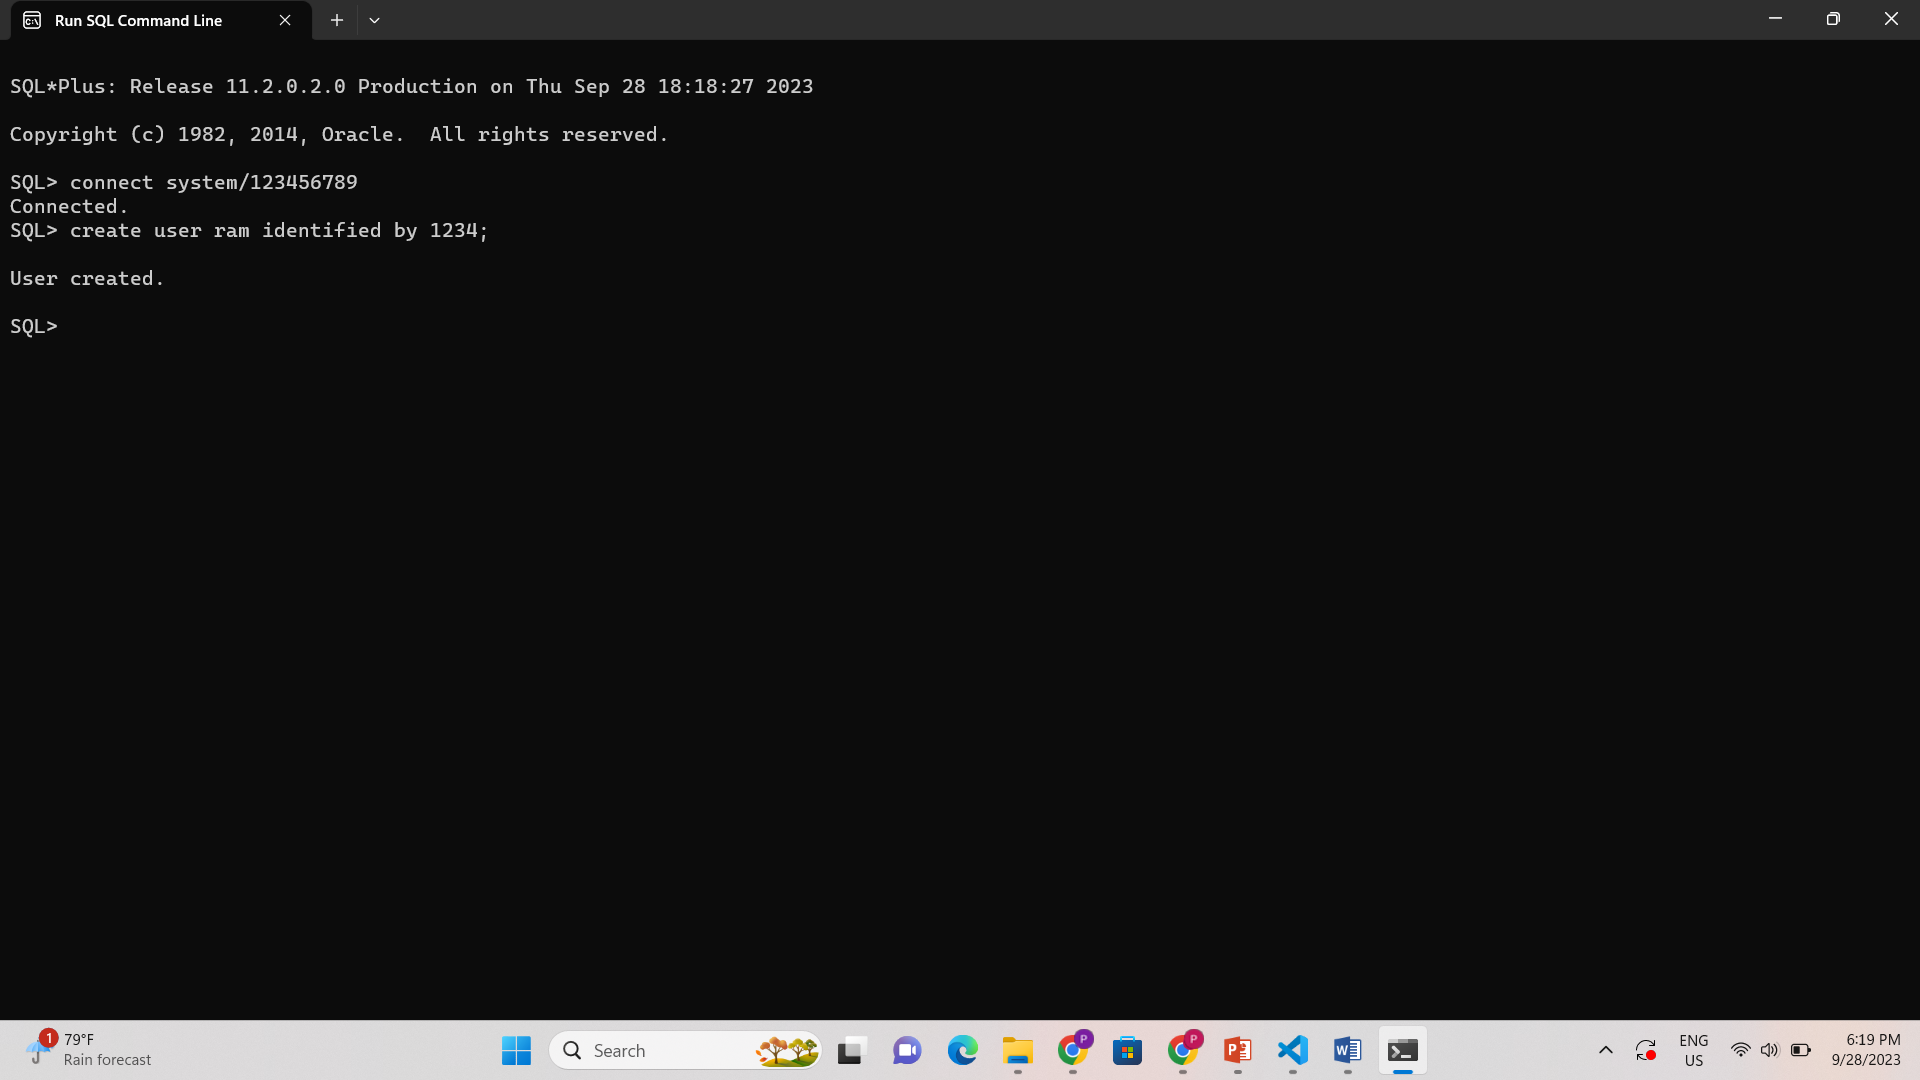 Run SQL Command Line
SQL*Plus: Release 11.2.0.2.0 Production on Thu Sep 28 18:18:27 2023
Copyright (c) 1982, 2014, Oracle.  All rights reserved.
SQL> connect system/123456789
Connected.
SQL> create user ram identified by 1234;
User created.
SQL>
1
79°F
Rain forecast
Search
P
P
ENG
US
6:19 PM
9/28/2023